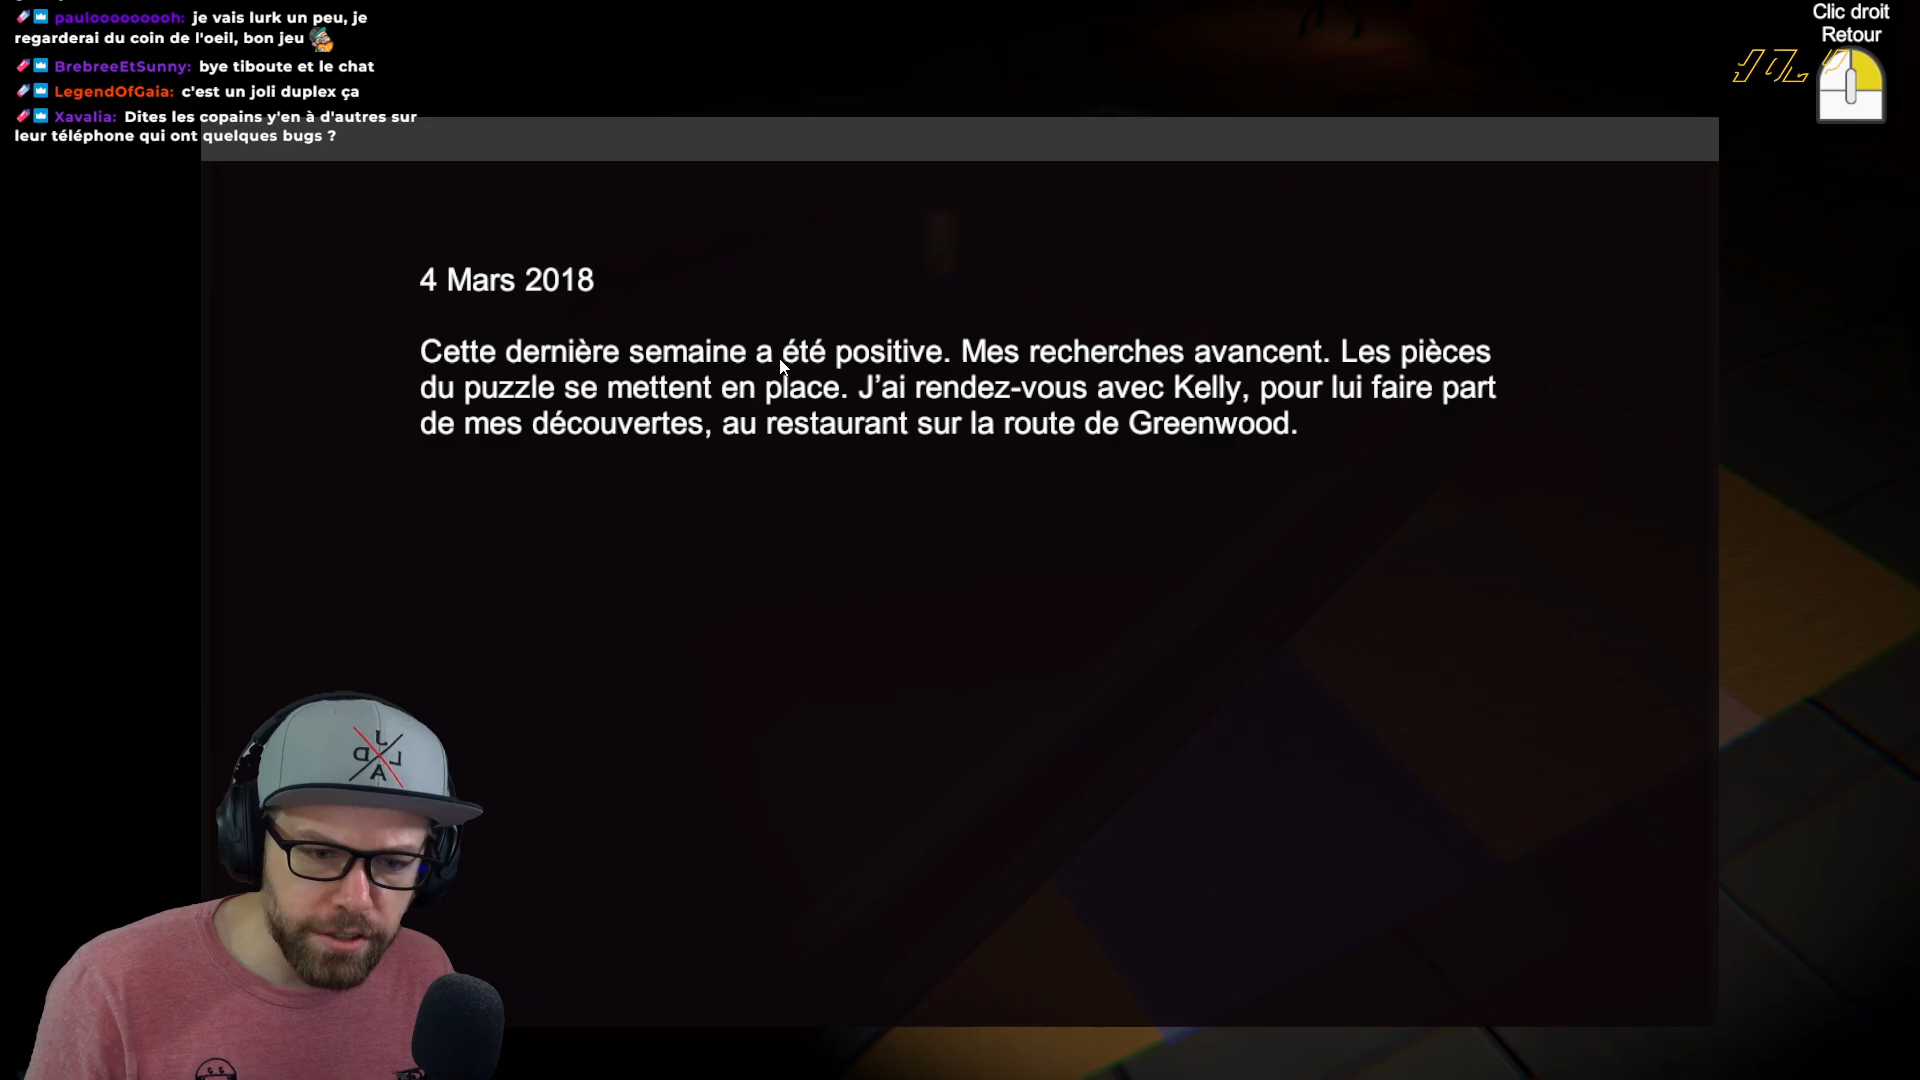 pauloooooooooh: je vais lurk un peu, je
regarderai du coin de l'oeil, bon jeu
BrebreeEtSunny: bye tiboute et le chat
LegendOfGaia: c'est un joli duplex ça
Xavalia: Dites les copains y'en à d'autres sur
leur téléphone qui ont quelques bugs ?
Clic droit
Retour
4 Mars 2018
Cette dernière semaine a été positive. Mes recherches avancent. Les pièces
du puzzle se mettent en place. J’ai rendez-vous avec Kelly, pour lui faire part
de mes découvertes, au restaurant sur la route de Greenwood.